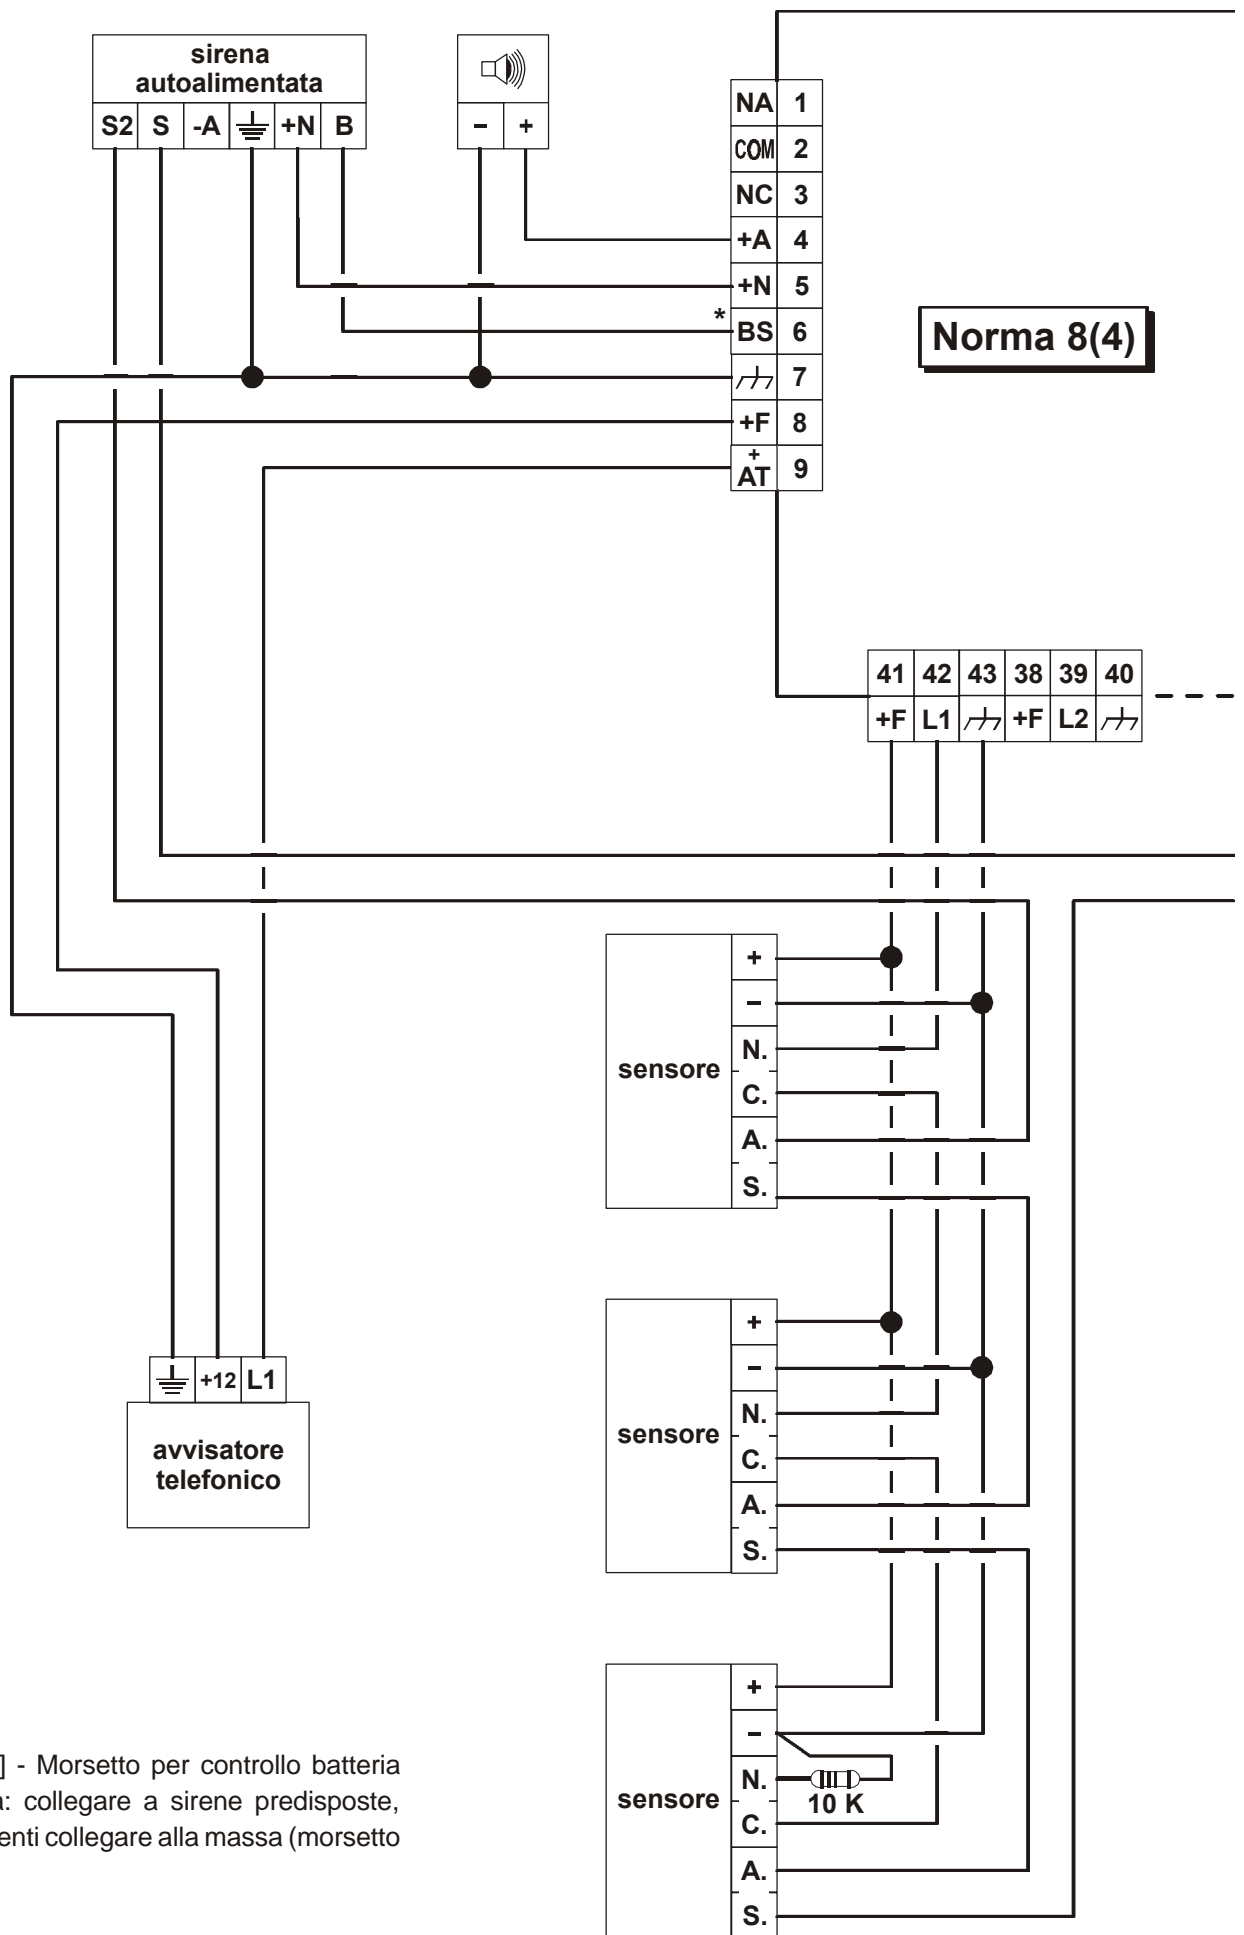 sirena
autoalimentata
S2 S -A +N B
- +
NA 1
COM 2
NC 3
+A 4
+N 5
* BS 6
7
+F 8
+ AT 9
Norma 8(4)
41 42 43 38 39 40
+F L1 +F L2
sensore
+
-
N.
C.
A.
S.
sensore
+
-
N.
C.
A.
S.
+12 L1
avvisatore
telefonico
sensore
+
-
N.
10 K
C.
A.
S.
] - Morsetto per controllo batteria
a: collegare a sirene predisposte,
enti collegare alla massa (morsetto